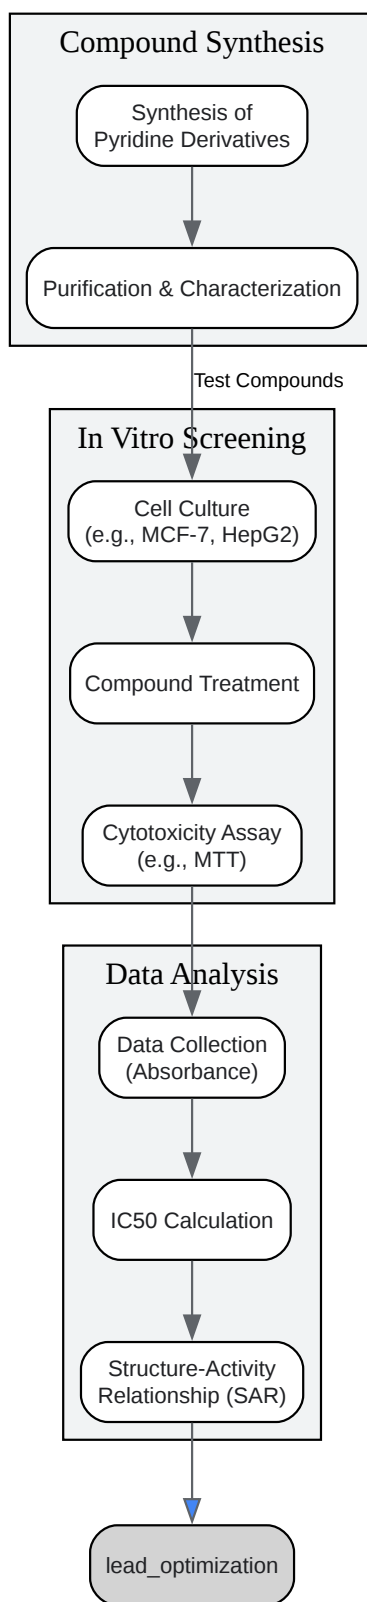 Compound Synthesis
Synthesis of
Pyridine Derivatives
Purification & Characterization
Test Compounds
In Vitro Screening
Cell Culture
(e.g., MCF-7, HepG2)
Compound Treatment
Cytotoxicity Assay
(e.g., MTT)
Data Analysis
Data Collection
(Absorbance)
IC50 Calculation
Structure-Activity
Relationship (SAR)
lead_optimization